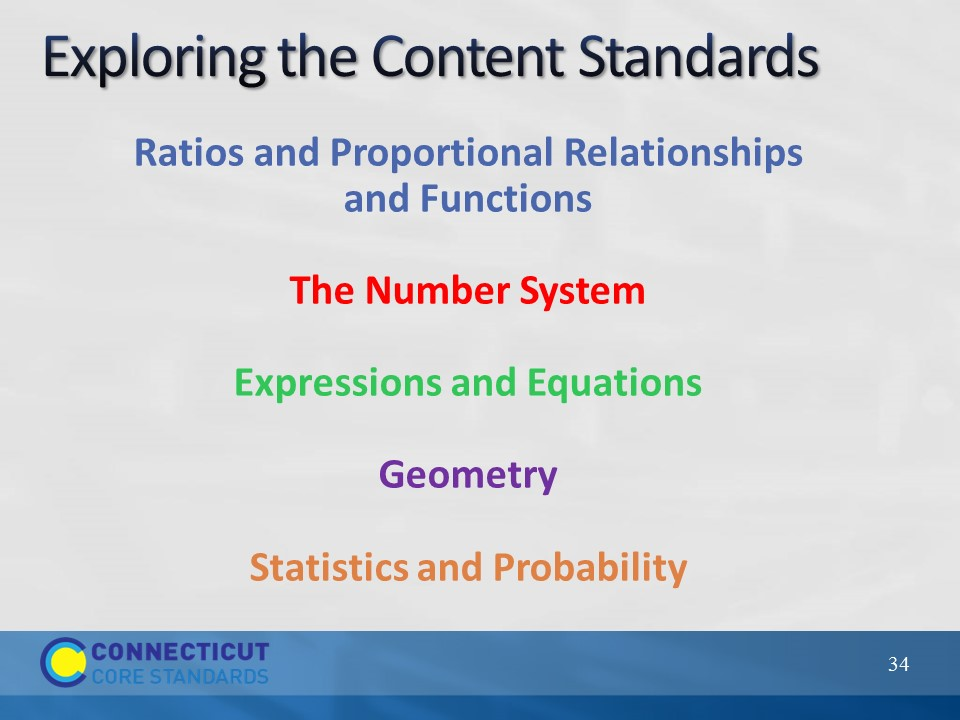 Exploring the Content Standards
Ratios and Proportional Relationships
and Functions
The Number System
Expressions and Equations
Geometry
Statistics and Probability
CONNECTICUT
CORE STANDARDS
34